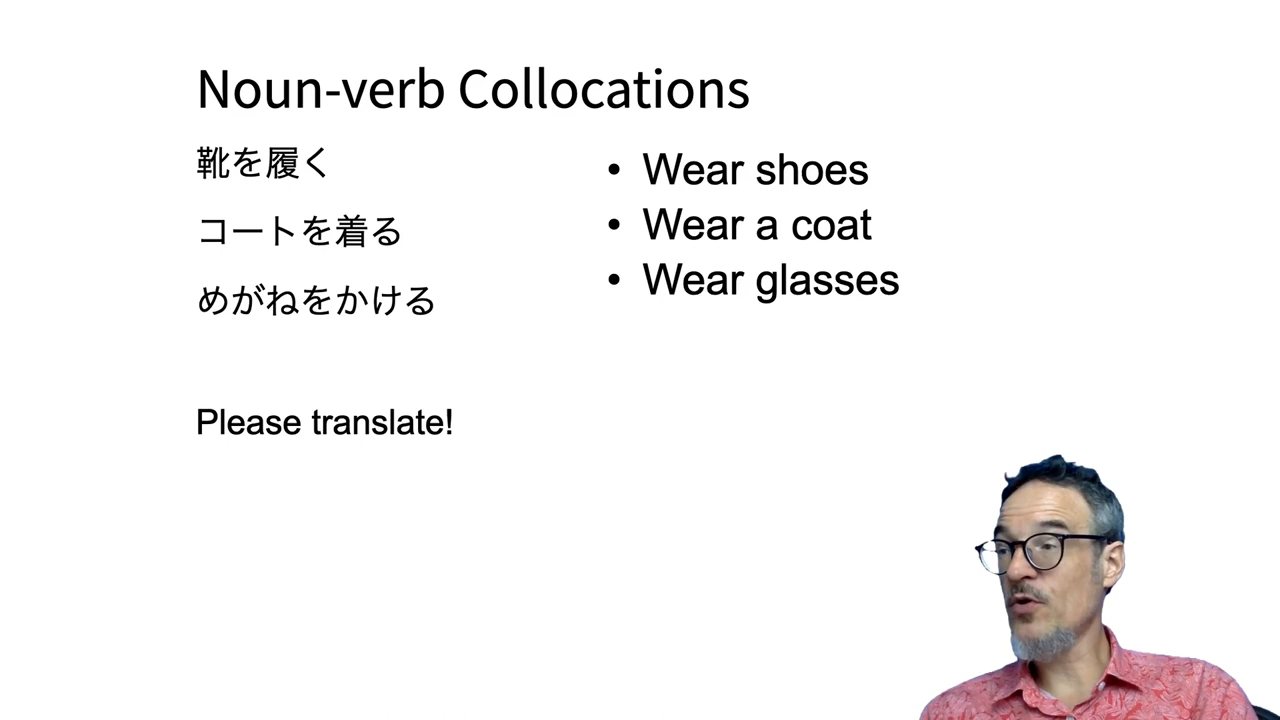 Noun-verb Collocations
靴を履く
コートを着る
めがねをかける
• Wear shoes
• Wear a coat
• Wear glasses
Please translate!